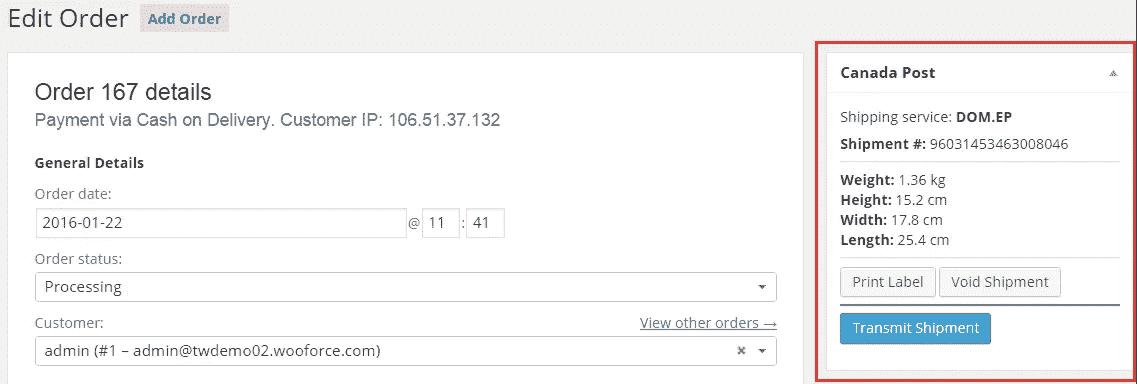 Edit Order Add Order
Order 167 details
Payment via Cash on Delivery. Customer IP: 106.51.37.132
General Details
Order date:
2016-01-22 @ 11 : 41
Order status:
Processing
Customer: View other orders →
admin (#1 – admin@twdemo02.wooforce.com) ×
Canada Post
Shipping service: DOM.EP
Shipment #: 96031453463008046
Weight: 1.36 kg
Height: 15.2 cm
Width: 17.8 cm
Length: 25.4 cm
Print Label Void Shipment
Transmit Shipment